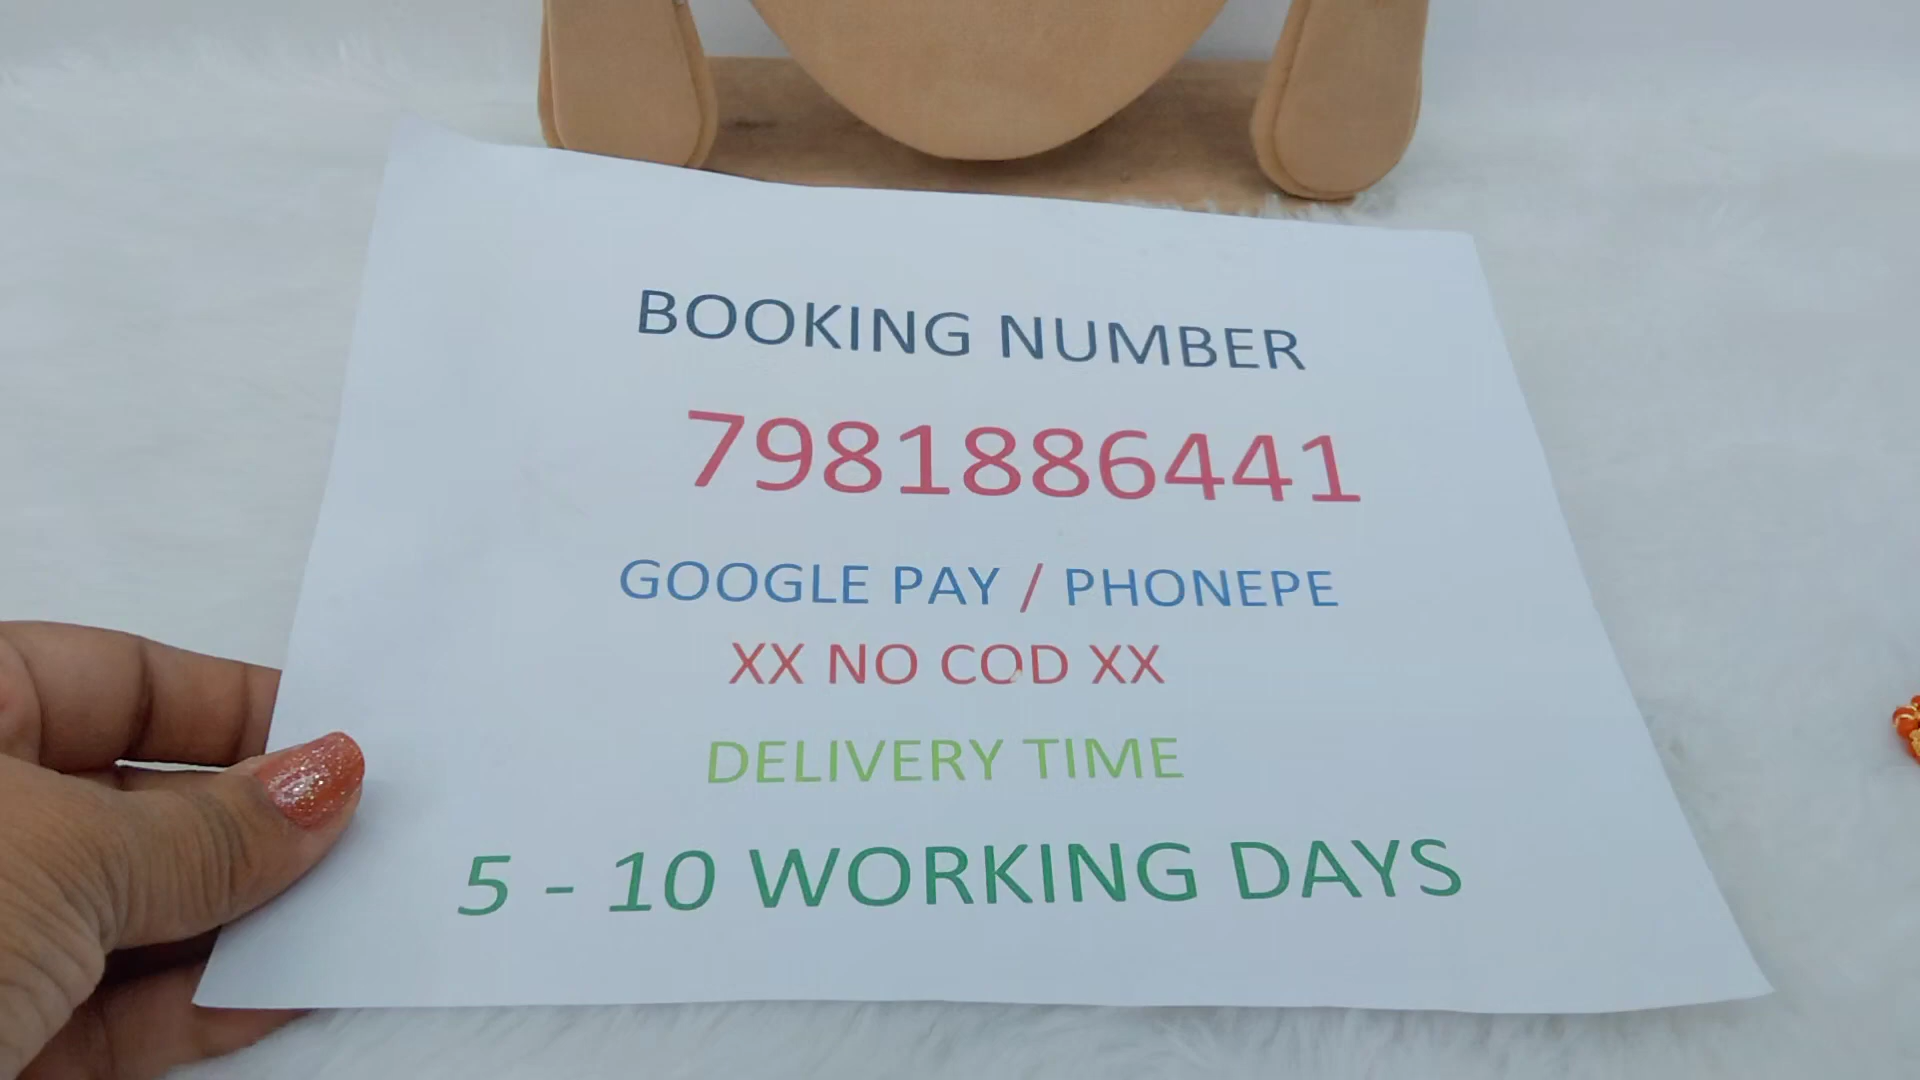 BOOKING NUMBER
7981886441
GOOGLE PAY / PHONEPE
XX NO COD XX
DELIVERY TIME
5 - 10 WORKING DAYS